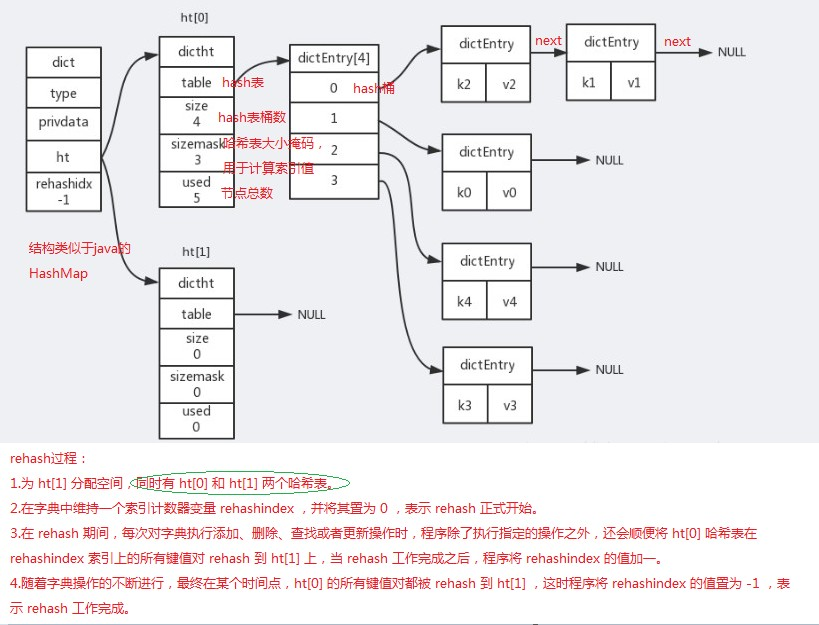 ht[0]
dict
type
privdata
ht
rehashidx
-1
结构类似于java的
HashMap
dictht
table
size
4
sizemask
3
used
5
hash表
hash表桶数
哈希表大小掩码，
用于计算索引值
节点总数
dictEntry[4]
0
1
2
3
hash桶
dictEntry
k2
v2
next
dictEntry
k1
v1
next
NULL
dictEntry
k0
v0
NULL
dictEntry
k4
v4
NULL
dictEntry
k3
v3
NULL
ht[1]
dictht
table
NULL
size
0
sizemask
0
used
0
rehash过程：
1.为 ht[1] 分配空间，同时有 ht[0] 和 ht[1] 两个哈希表。
2.在字典中维持一个索引计数器变量 rehashindex ，并将其置为 0 ，表示 rehash 正式开始。
3.在 rehash 期间，每次对字典执行添加、删除、查找或者更新操作时，程序除了执行指定的操作之外，还会顺便将 ht[0] 哈希表在
rehashindex 索引上的所有键值对 rehash 到 ht[1] 上，当 rehash 工作完成之后，程序将 rehashindex 的值加一。
4.随着字典操作的不断进行，最终在某个时间点，ht[0] 的所有键值对都被 rehash 到 ht[1] ，这时程序将 rehashindex 的值置为 -1 ，表
示 rehash 工作完成。